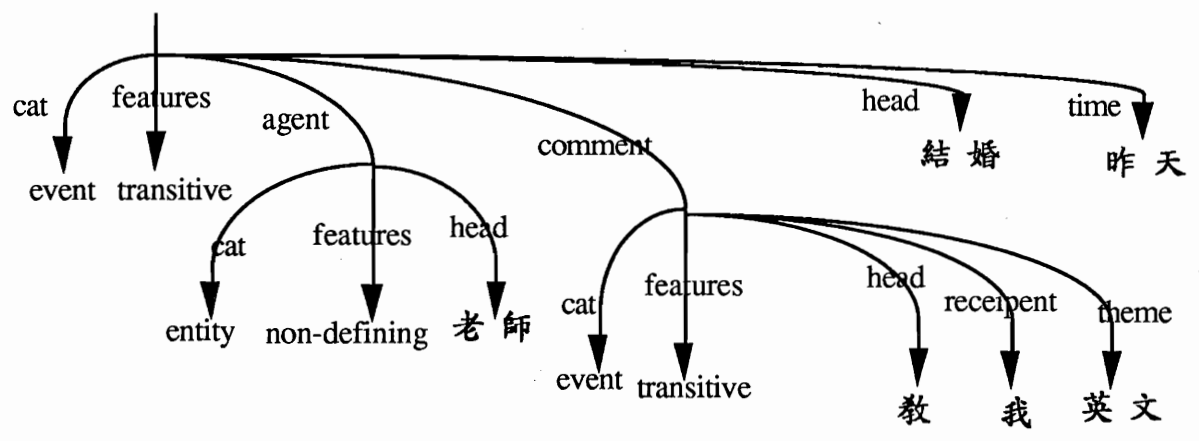 cat
features
agent
comment
head
time
event
transitive
結婚
昨天
cat
features
head
entity
non-defining
老師
cat
features
head
receipent
theme
event
transitive
教
我
英文